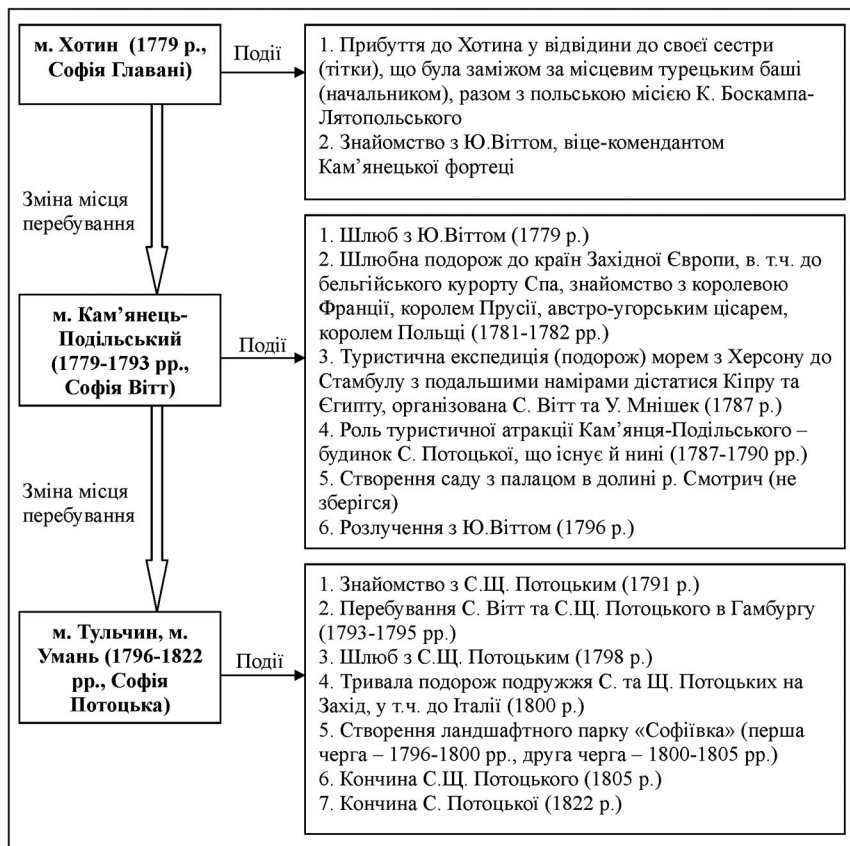 м. Хотин (1779 р.,
Софія Главані)
Події
1. Прибуття до Хотина у відвідини до своєї сестри
(тітки), що була заміжом за місцевим турецьким баші
(начальником), разом з польською місією К. Боскампа-
Лятопольського
2. Знайомство з Ю.Віттом, віце-комендантом
Кам’янецької фортеці
Зміна місця
перебування
м. Кам’янець-
Подільський
(1779-1793 рр.,
Софія Вітт)
Події
1. Шлюб з Ю.Віттом (1779 р.)
2. Шлюбна подорож до країн Західної Європи, в. т.ч. до
бельгійського курорту Спа, знайомство з королевою
Франції, королем Прусії, австро-угорським цісарем,
королем Польщі (1781-1782 рр.)
3. Туристична експедиція (подорож) морем з Херсону до
Стамбулу з подальшими намірами дістатися Кіпру та
Єгипту, організована С. Вітт та У. Мнішек (1787 р.)
4. Роль туристичної атракції Кам’янця-Подільського –
будинок С. Потоцької, що існує й нині (1787-1790 рр.)
5. Створення саду з палацом в долині р. Смотрич (не
зберігся)
6. Розлучення з Ю.Віттом (1796 р.)
Зміна місця
перебування
м. Тульчин, м.
Умань (1796-1822
рр., Софія
Потоцька)
Події
1. Знайомство з С.Щ. Потоцьким (1791 р.)
2. Перебування С. Вітт та С.Щ. Потоцького в Гамбургу
(1793-1795 рр.)
3. Шлюб з С.Щ. Потоцьким (1798 р.)
4. Тривала подорож подружжя С. та Щ. Потоцьких на
Захід, у т.ч. до Італії (1800 р.)
5. Створення ландшафтного парку «Софіївка» (перша
черга – 1796-1800 рр., друга черга – 1800-1805 рр.)
6. Кончина С.Щ. Потоцького (1805 р.)
7. Кончина С. Потоцької (1822 р.)